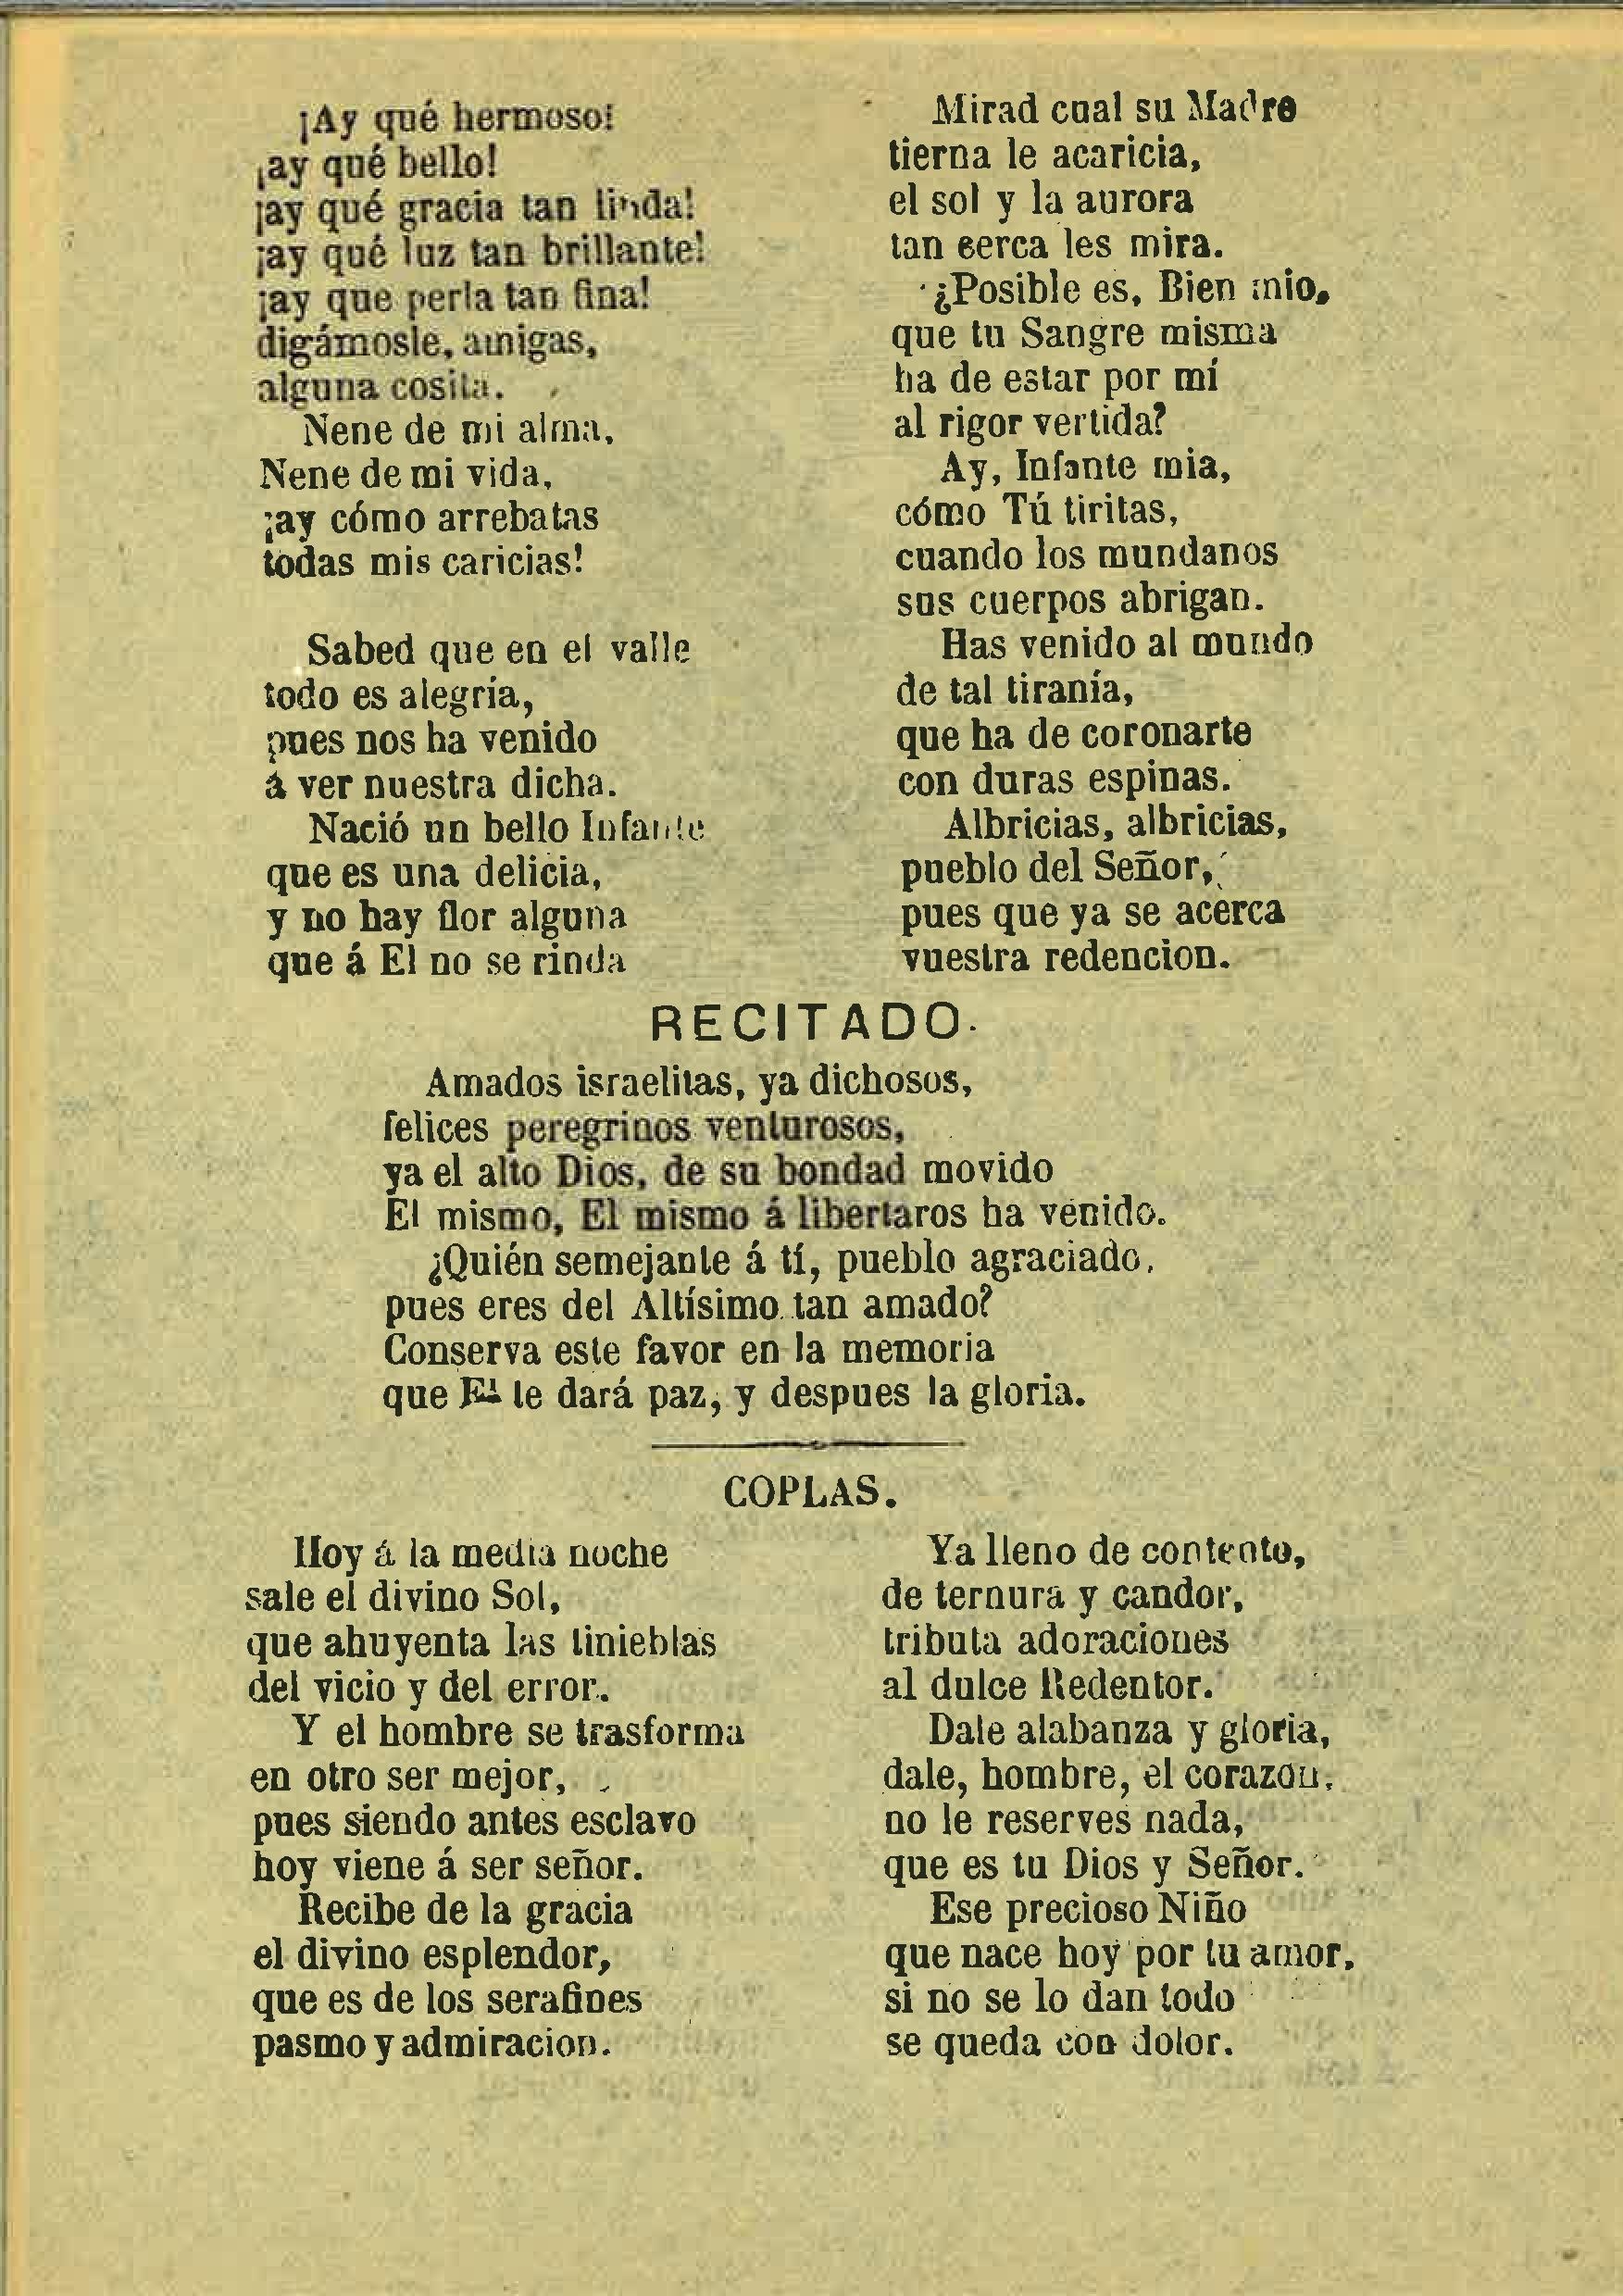 ¡Ay qué hermoso!
¡ay qué bello!
¡ay qué gracia tan linda!
¡ay qué luz tan brillante!
¡ay que perla tan fina!
digámosle, amigas,
alguna cosita.
Nene de mi alma,
Nene de mi vida,
¡ay cómo arrebatas
todas mis caricias!
Sabed que en el valle
todo es alegría,
pues nos ha venido
á ver nuestra dicha.
Nació un bello Infante
que es una delicia,
y no hay flor alguna
que á El no se rinda
Mirad cual su Madre
tierna le acaricia,
el sol y la aurora
tan cerca les mira.
¿Posible es, Bien mio,
que tu Sangre misma
ha de estar por mí
al rigor vertida?
Ay, Infante mia,
cómo Tú tiritas,
cuando los mundanos
sus cuerpos abrigan.
Has venido al mundo
de tal tiranía,
que ha de coronarte
con duras espinas.
Albricias, albricias,
pueblo del Señor,
pues que ya se acerca
vuestra redencion.
RECITADO.
Amados israelitas, ya dichosos,
felices peregrinos venturosos,
ya el alto Dios, de su bondad movido
El mismo, El mismo á libertaros ha venido.
¿Quién semejante á tí, pueblo agraciado,
pues eres del Altísimo tan amado?
Conserva este favor en la memoria
que El te dará paz, y despues la gloria.
COPLAS.
Hoy á la media noche
sale el divino Sol,
que ahuyenta las tinieblas
del vicio y del error.
Y el hombre se trasforma
en otro ser mejor,
pues siendo antes esclavo
hoy viene á ser señor.
Recibe de la gracia
el divino esplendor,
que es de los serafines
pasmo y admiracion.
Ya lleno de contento,
de ternura y candor,
tributa adoraciones
al dulce Redentor.
Dale alabanza y gloria,
dale, hombre, el corazon,
no le reserves nada,
que es tu Dios y Señor.
Ese precioso Niño
que nace hoy por tu amor,
si no se lo dan todo
se queda con dolor.